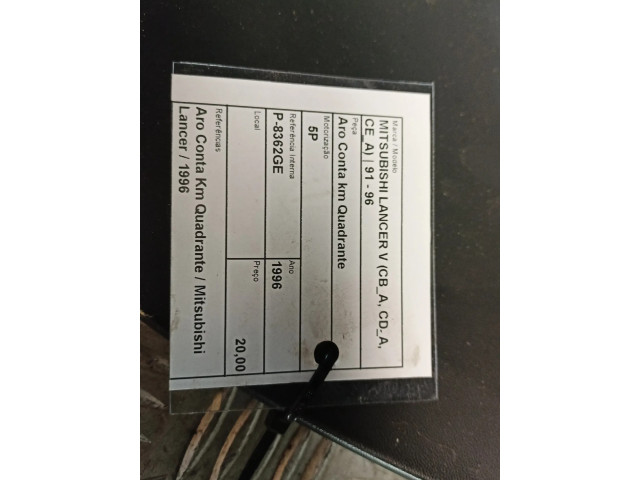 Marca / Modelo
MITSUBISHI LANCER V (CB_A, CD_A,
CE_A) | 91 - 96
Peça
Aro Conta km Quadrante
Motorização
5P
Referência Interna
P-8362GE
Ano
1996
Local
Preço
20,00
Referências
Aro Conta Km Quadrante / Mitsubishi
Lancer / 1996